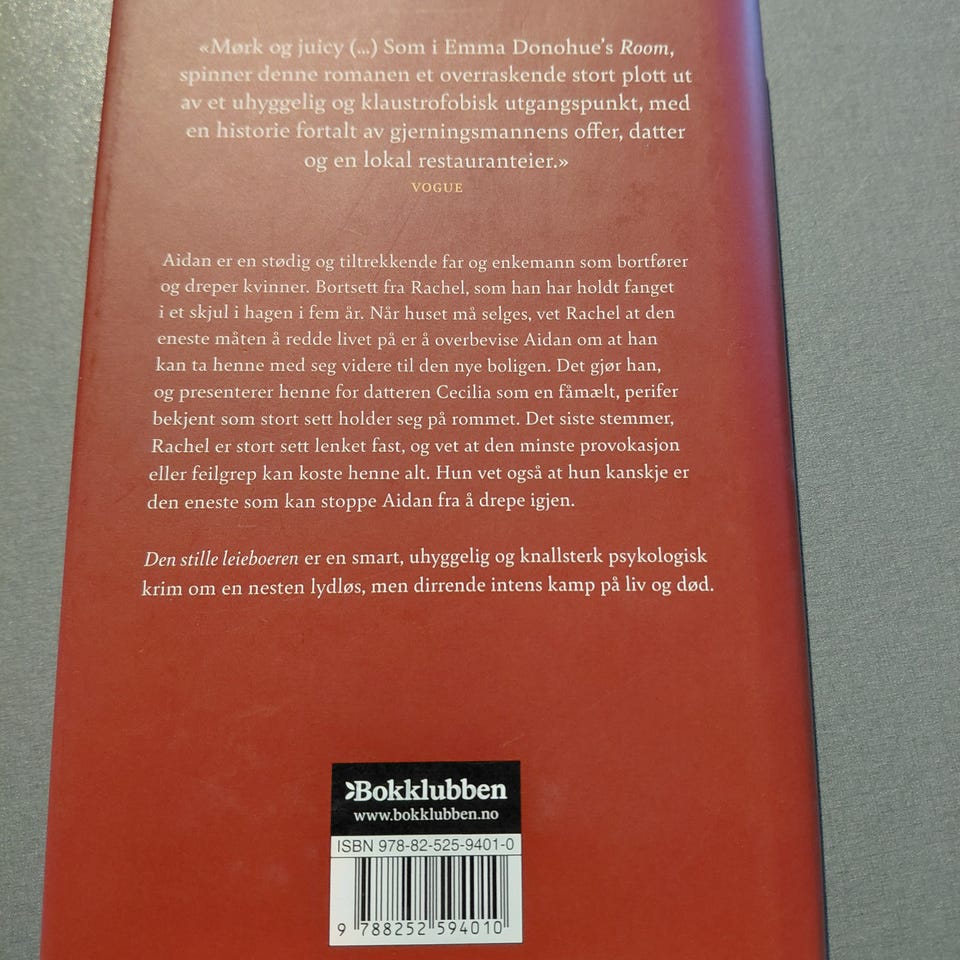 «Mørk og juicy (...) Som i Emma Donohue's Room,
spinner denne romanen et overraskende stort plott ut
av et uhyggelig og klaustrofobisk utgangspunkt, med
en historie fortalt av gjerningsmannens offer, datter
og en lokal restauranteier.»
VOGUE
Aidan er en stødig og tiltrekkende far og enkemann som bortfører
og dreper kvinner. Bortsett fra Rachel, som han har holdt fanget
i et skjul i hagen i fem år. Når huset må selges, vet Rachel at den
eneste måten å redde livet på er å overbevise Aidan om at han
kan ta henne med seg videre til den nye boligen. Det gjør han,
og presenterer henne for datteren Cecilia som en fåmælt, perifer
bekjent som stort sett holder seg på rommet. Det siste stemmer,
Rachel er stort sett lenket fast, og vet at den minste provokasjon
eller feilgrep kan koste henne alt. Hun vet også at hun kanskje er
den eneste som kan stoppe Aidan fra å drepe igjen.
Den stille leieboeren er en smart, uhyggelig og knallsterk psykologisk
krim om en nesten lydløs, men dirrende intens kamp på liv og død.
Bokklubben
www.bokklubben.no
ISBN 978-82-525-9401-0
9 788252 594010